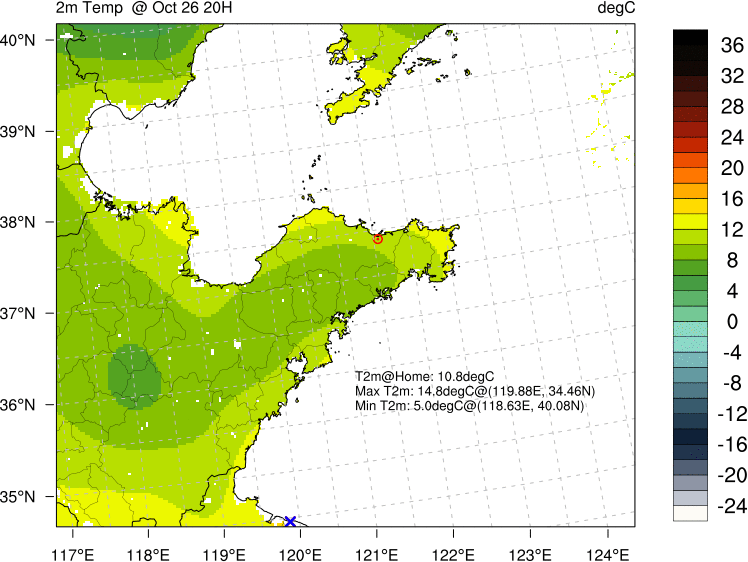 2m Temp @ Oct 26 20H
degC
40°N
39°N
38°N
37°N
36°N
35°N
117°E
118°E
119°E
120°E
121°E
122°E
123°E
124°E
T2m@Home: 10.8degC
Max T2m: 14.8degC@(119.88E, 34.46N)
Min T2m: 5.0degC@(118.63E, 40.08N)
36
32
28
24
20
16
12
8
4
0
-4
-8
-12
-16
-20
-24